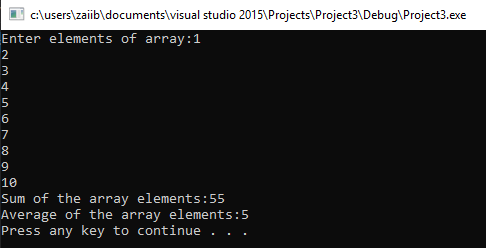 c:\users\zaiib\documents\visual studio 2015\Projects\Project3\Debug\Project3.exe
Enter elements of array:1
2
3
4
5
6
7
8
9
10
Sum of the array elements:55
Average of the array elements:5
Press any key to continue . . .